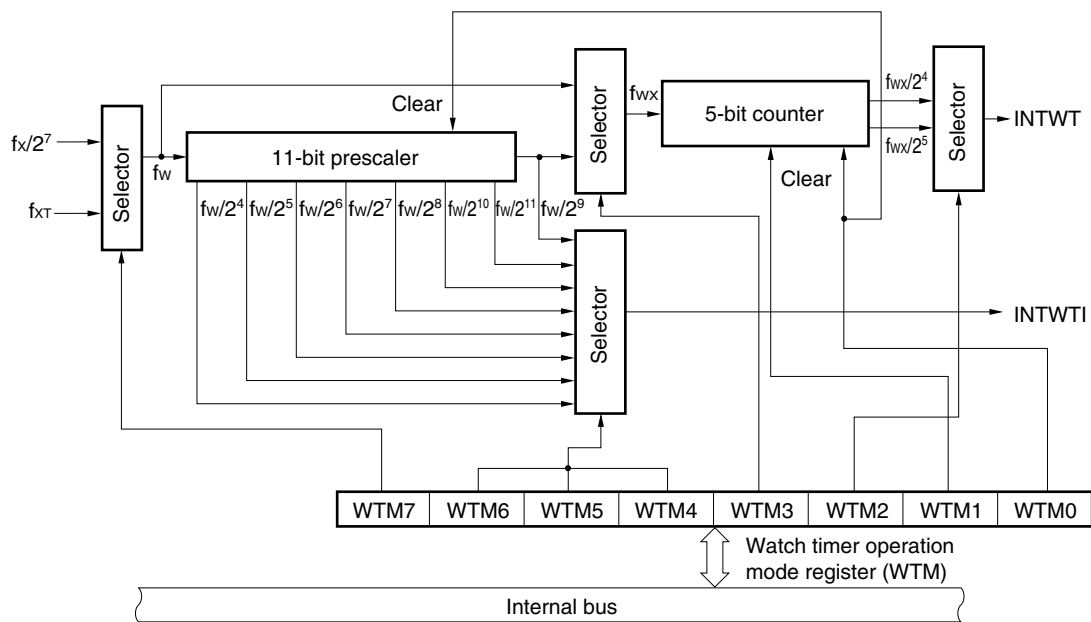 Clear
fX/2⁷
fXT
Selector
fW
11-bit prescaler
fW/2⁴
fW/2⁵
fW/2⁶
fW/2⁷
fW/2⁸
fW/2¹⁰
fW/2¹¹
fW/2⁹
Selector
fWX
5-bit counter
Clear
fWX/2⁴
fWX/2⁵
Selector
INTWT
Selector
INTWTI
WTM7 WTM6 WTM5 WTM4 WTM3 WTM2 WTM1 WTM0
Watch timer operation
mode register (WTM)
Internal bus